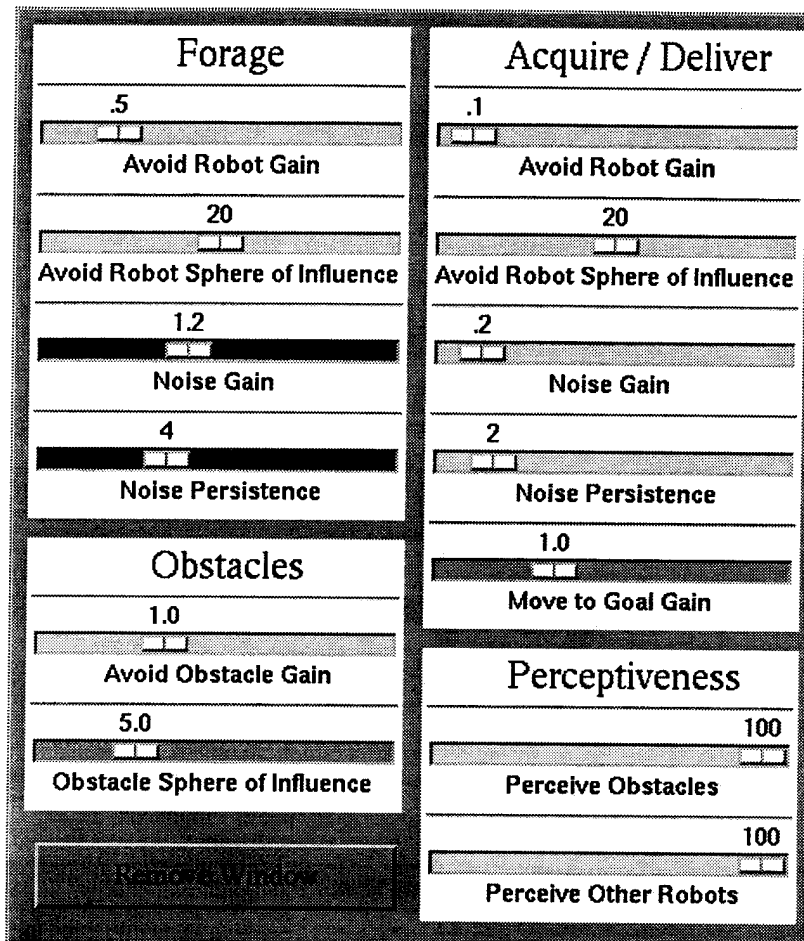 Forage
.5
Avoid Robot Gain
20
Avoid Robot Sphere of Influence
1.2
Noise Gain
4
Noise Persistence
Obstacles
1.0
Avoid Obstacle Gain
5.0
Obstacle Sphere of Influence
Remove Window
Acquire / Deliver
.1
Avoid Robot Gain
20
Avoid Robot Sphere of Influence
.2
Noise Gain
2
Noise Persistence
1.0
Move to Goal Gain
Perceptiveness
100
Perceive Obstacles
100
Perceive Other Robots